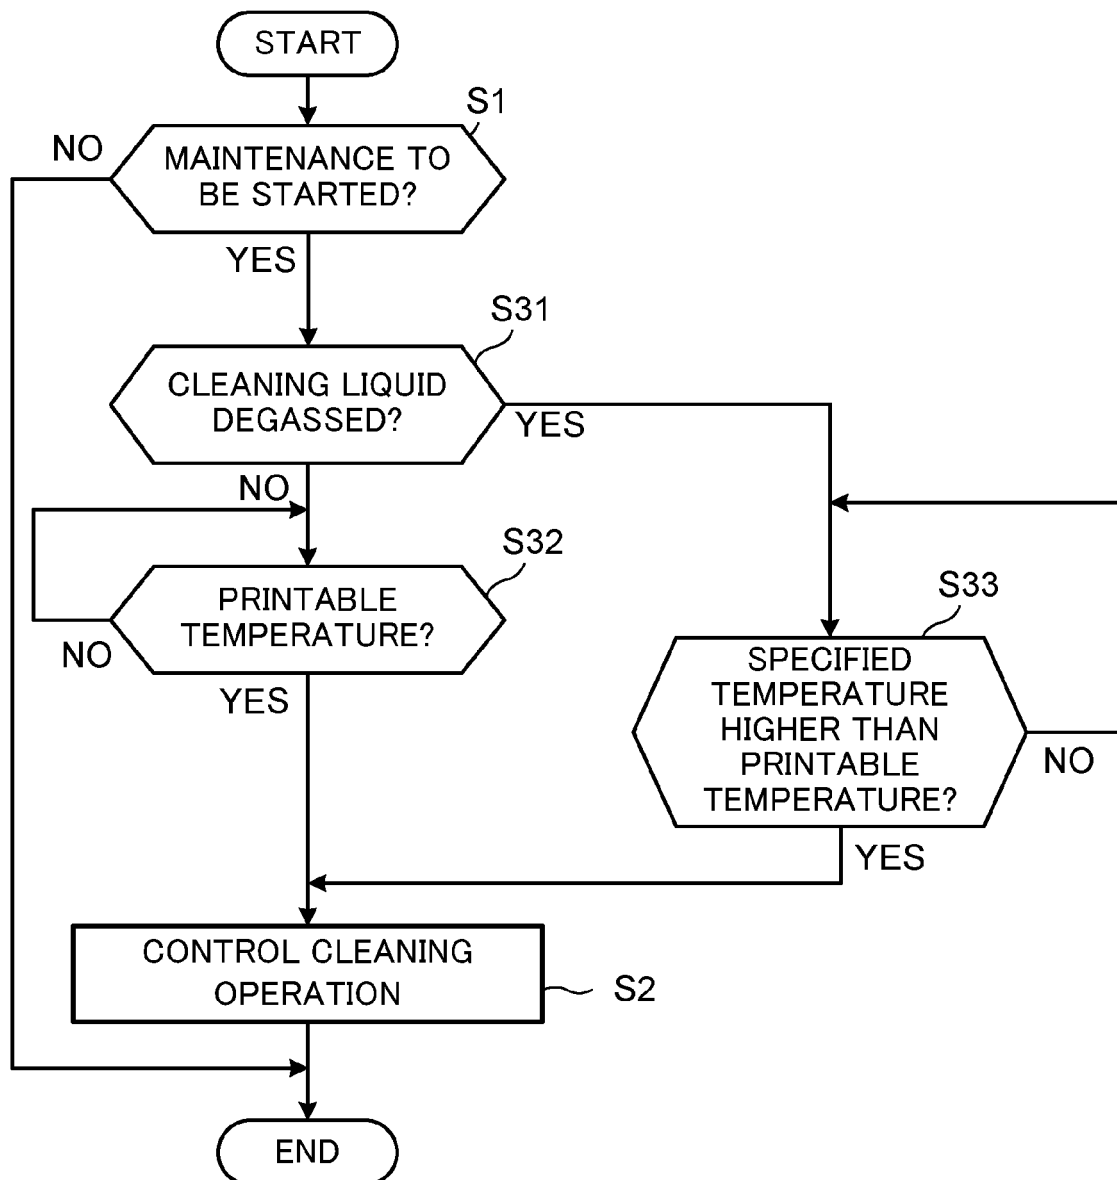 START
S1
NO
MAINTENANCE TO
BE STARTED?
YES
S31
CLEANING LIQUID
DEGASSED?
YES
NO
S32
PRINTABLE
TEMPERATURE?
NO
YES
S33
SPECIFIED
TEMPERATURE
HIGHER THAN
PRINTABLE
TEMPERATURE?
NO
YES
CONTROL CLEANING
OPERATION
S2
END